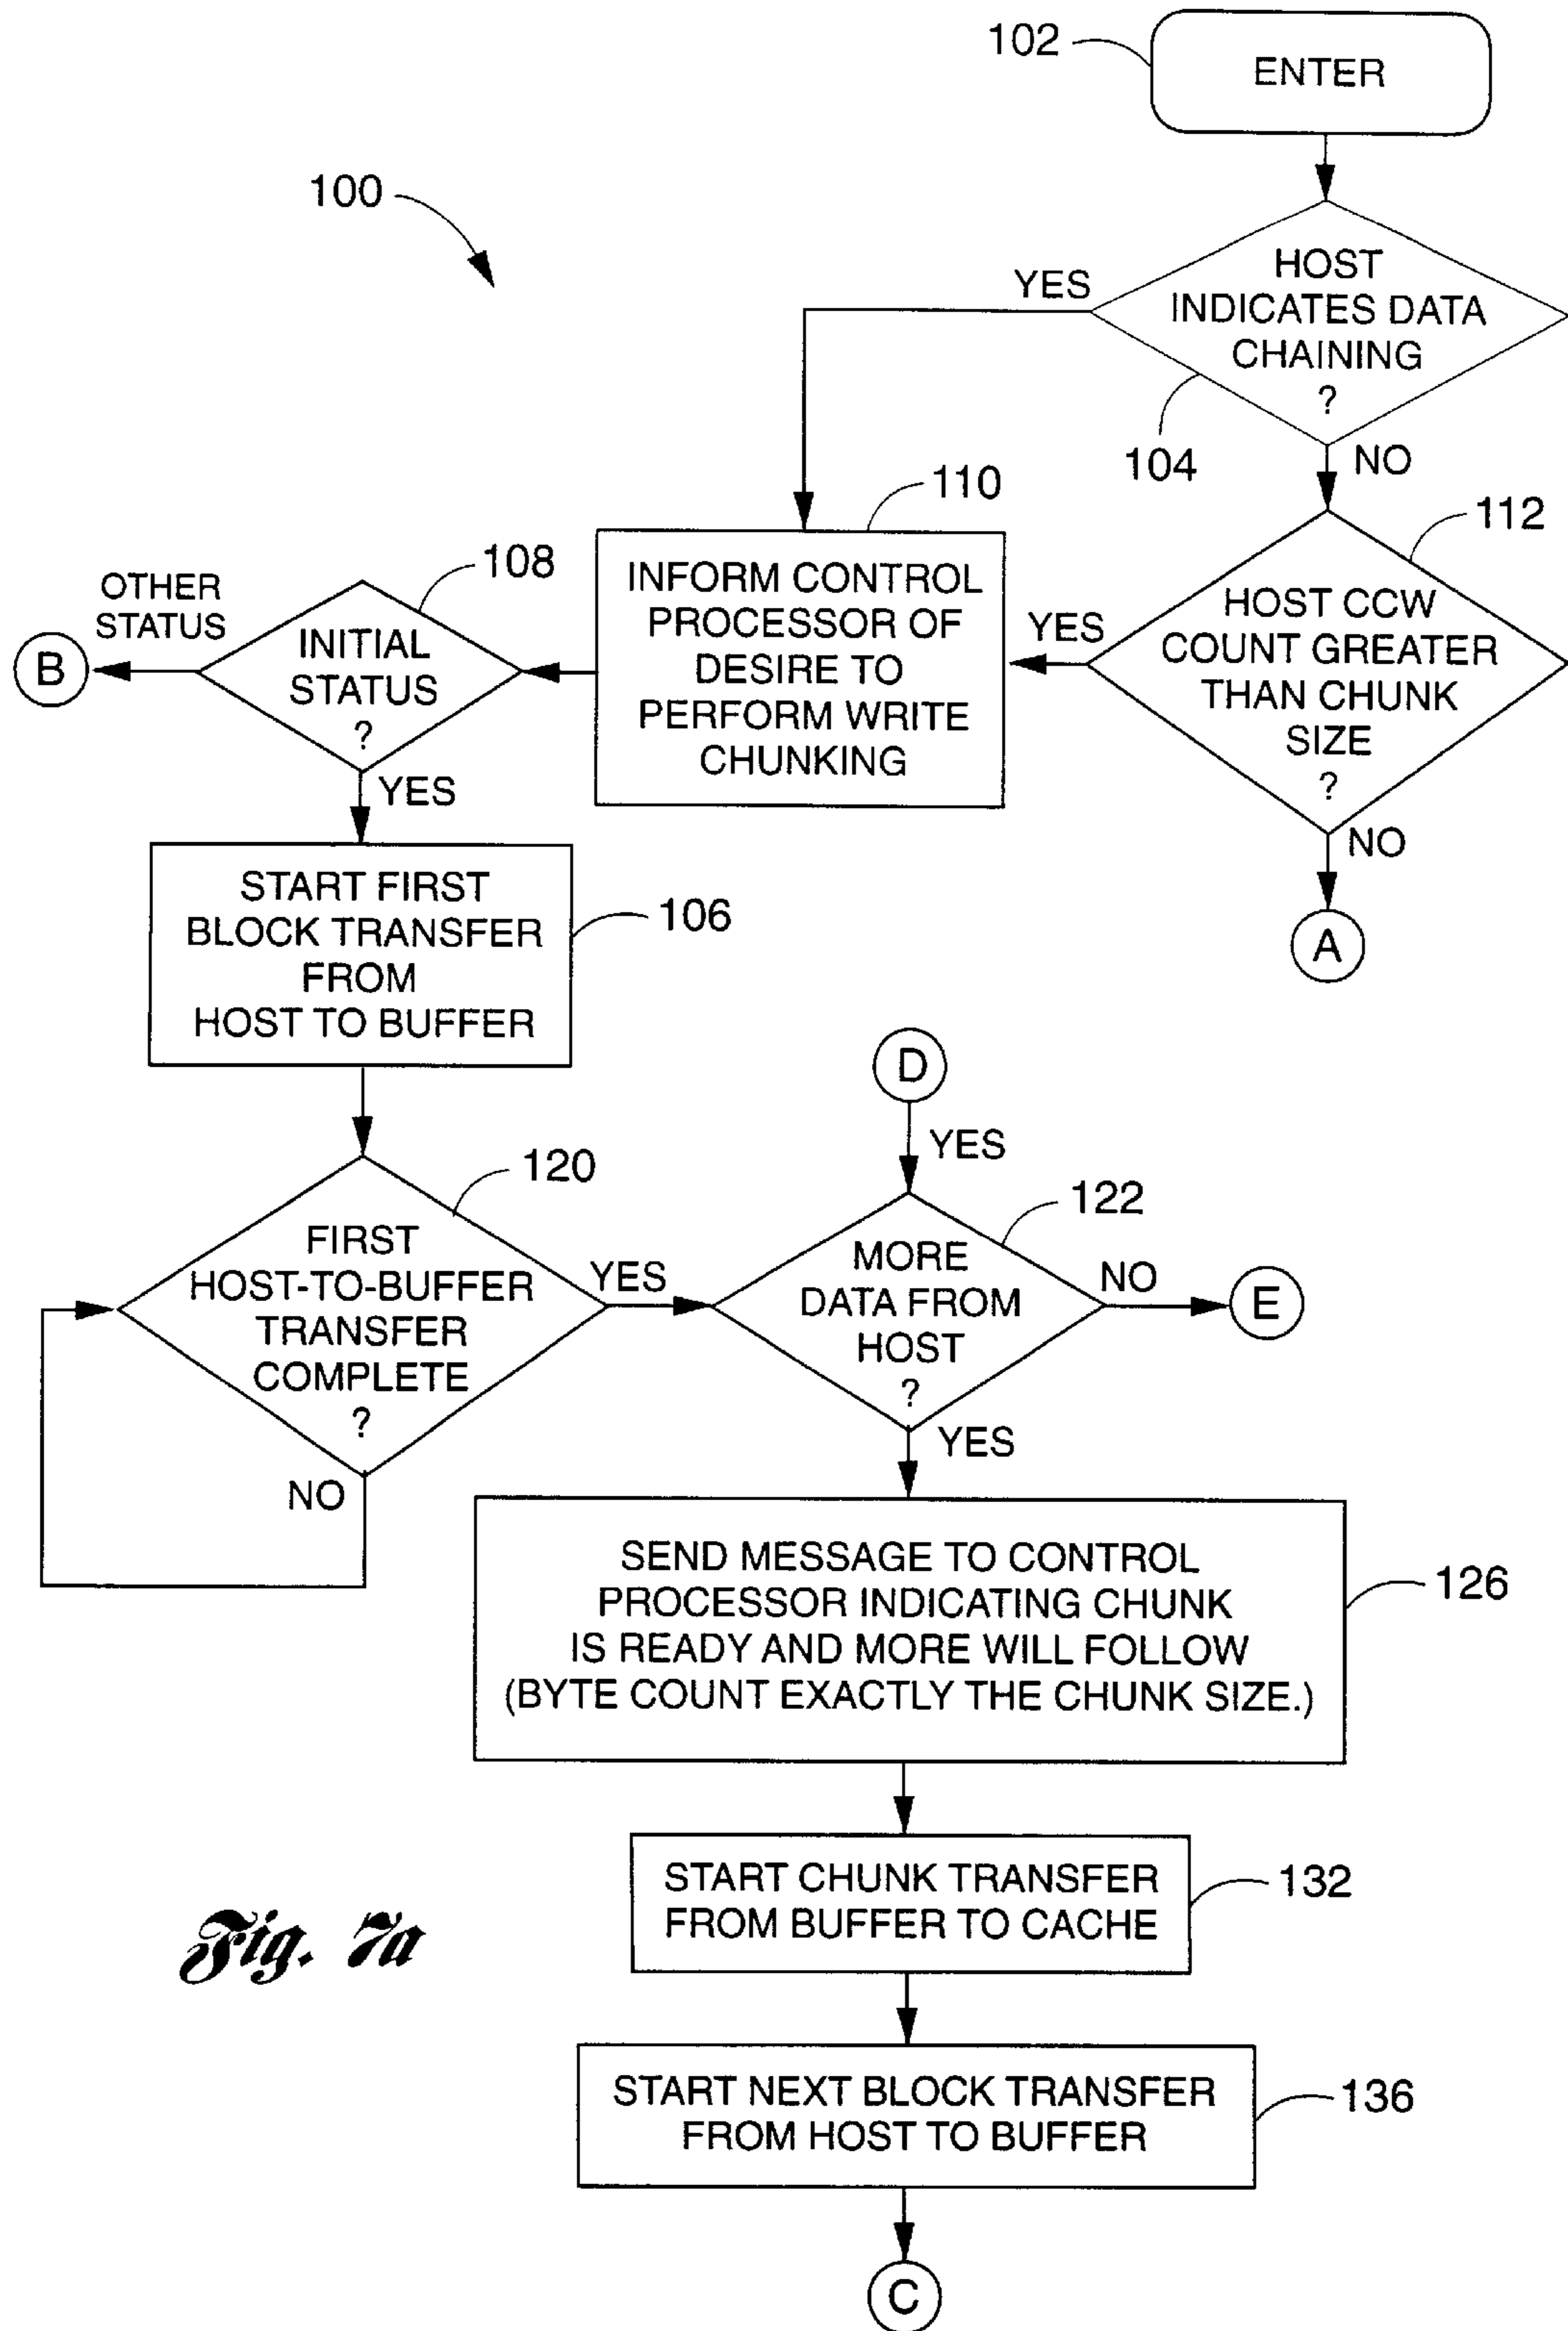 102
ENTER
100
HOST
INDICATES DATA
CHAINING
?
YES
104
NO
110
112
INFORM CONTROL
PROCESSOR OF
DESIRE TO
PERFORM WRITE
CHUNKING
HOST CCW
COUNT GREATER
THAN CHUNK
SIZE
?
YES
NO
A
108
OTHER
STATUS
B
INITIAL
STATUS
?
YES
START FIRST
BLOCK TRANSFER
FROM
HOST TO BUFFER
106
D
YES
120
FIRST
HOST-TO-BUFFER
TRANSFER
COMPLETE
?
YES
NO
122
MORE
DATA FROM
HOST
?
NO
E
YES
SEND MESSAGE TO CONTROL
PROCESSOR INDICATING CHUNK
IS READY AND MORE WILL FOLLOW
(BYTE COUNT EXACTLY THE CHUNK SIZE.)
126
START CHUNK TRANSFER
FROM BUFFER TO CACHE
132
Fig. 7a
START NEXT BLOCK TRANSFER
FROM HOST TO BUFFER
136
C